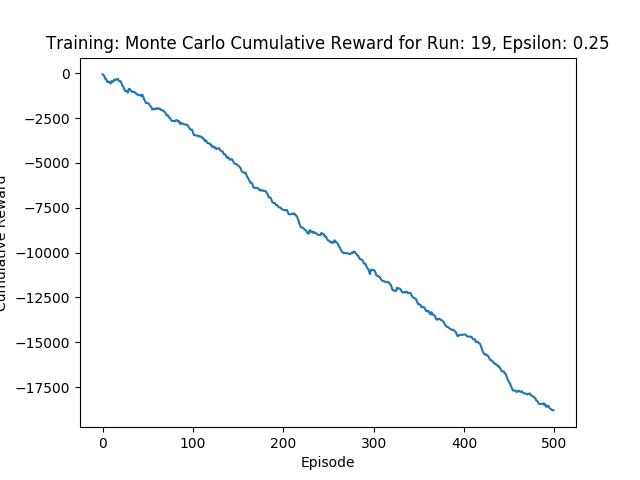 Training: Monte Carlo Cumulative Reward for Run: 19, Epsilon: 0.25
Cumulative Reward
0
−2500
−5000
−7500
−10000
−12500
−15000
−17500
0 100 200 300 400 500
Episode